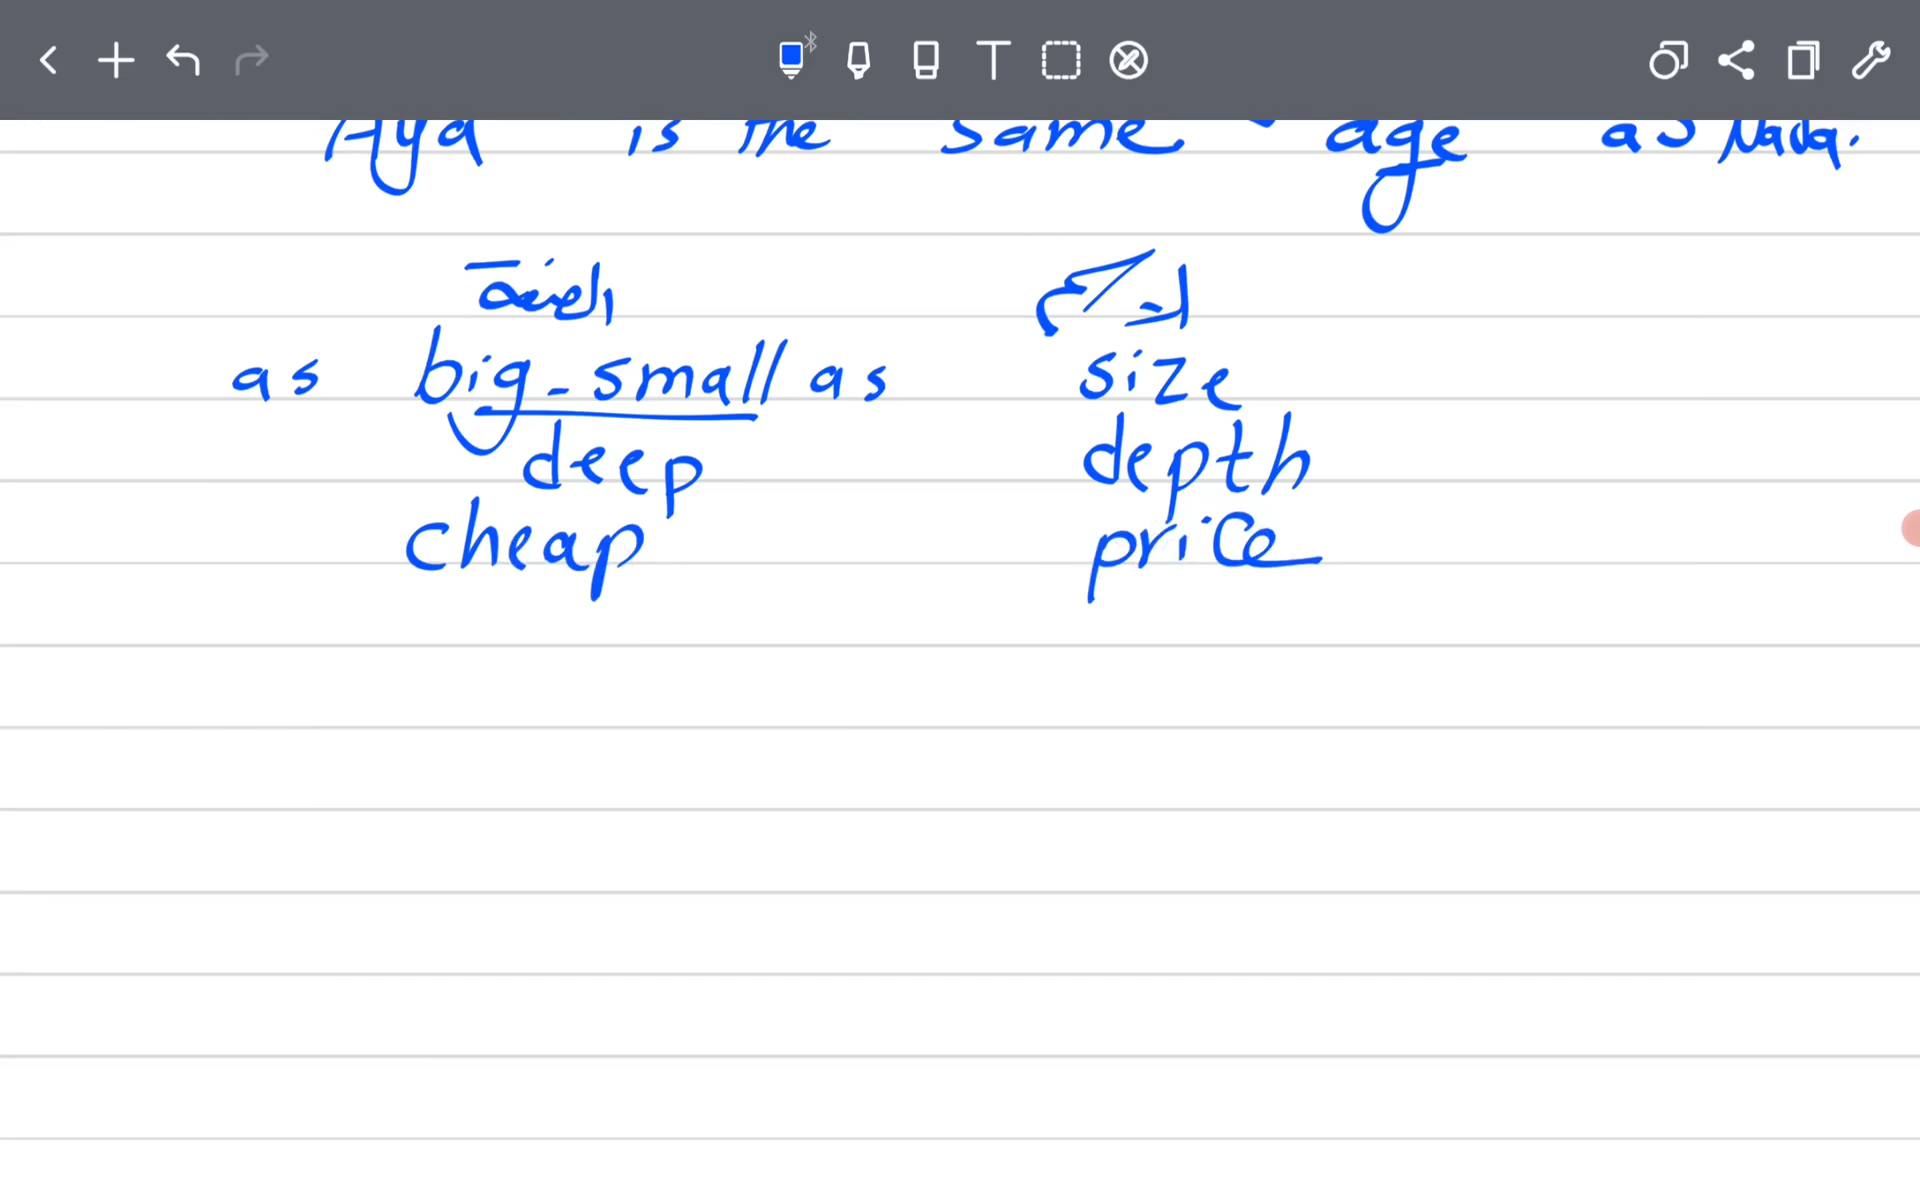 Aya is the same age as Nada.
الصفة الاسم
as big-small as size
deep depth
cheap price